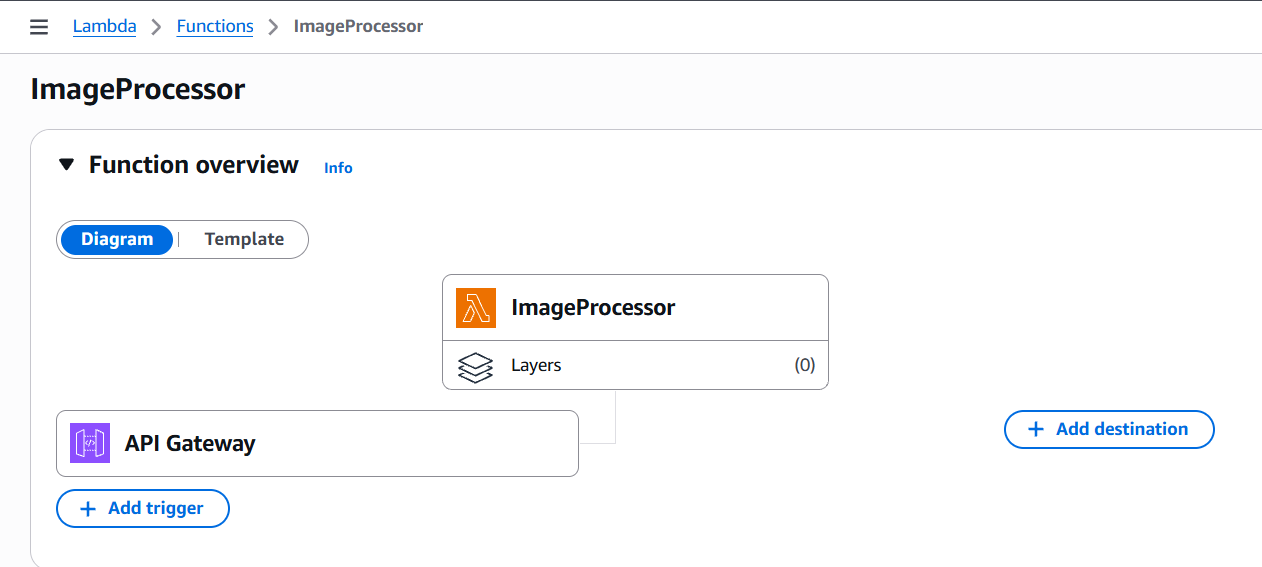 Lambda > Functions > ImageProcessor
ImageProcessor
Function overview Info
Diagram | Template
ImageProcessor
Layers (0)
API Gateway
+ Add destination
+ Add trigger